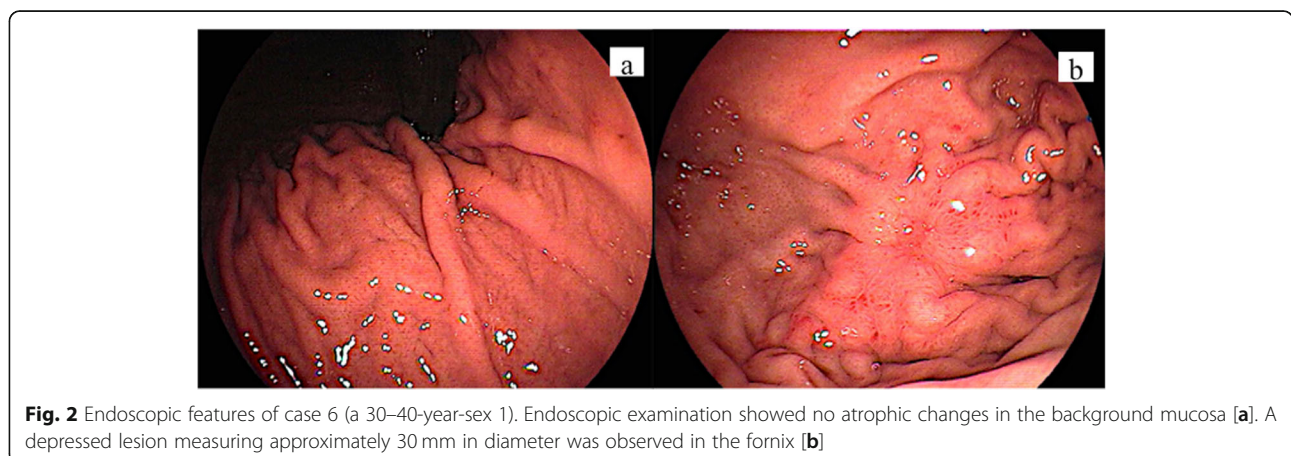 a
b
Fig. 2 Endoscopic features of case 6 (a 30–40-year-sex 1). Endoscopic examination showed no atrophic changes in the background mucosa [a]. A
depressed lesion measuring approximately 30 mm in diameter was observed in the fornix [b]